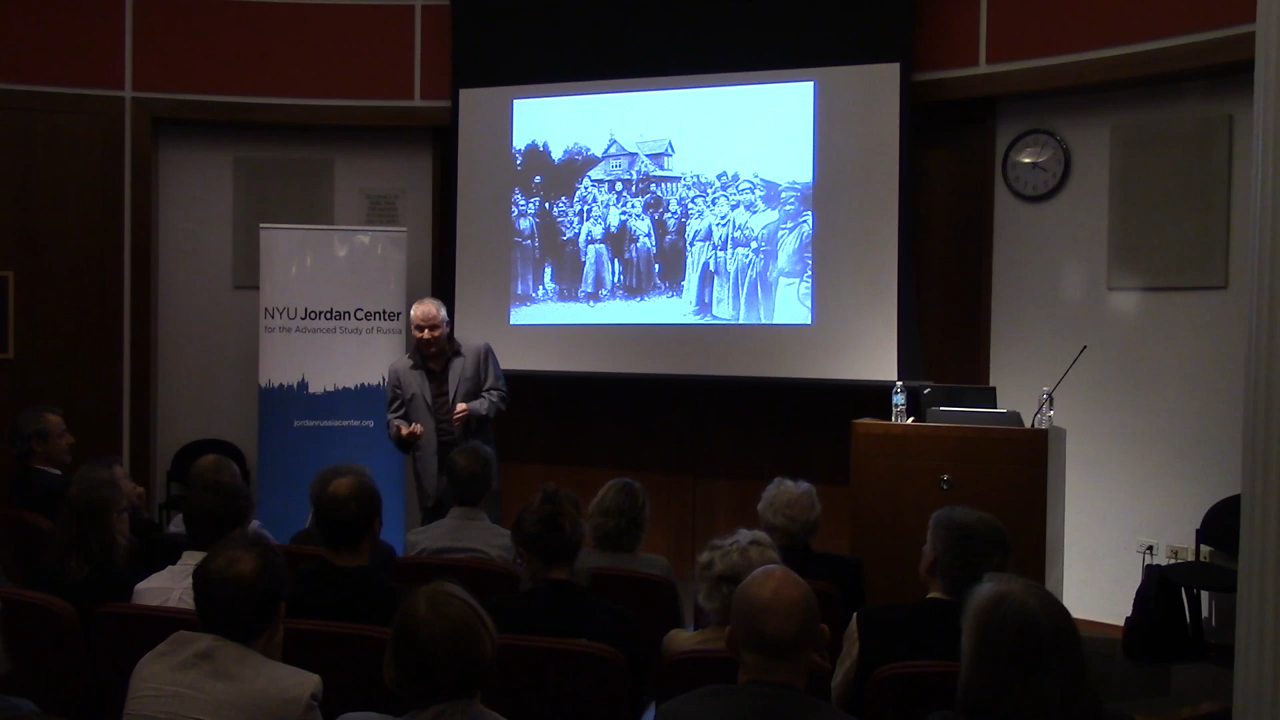 NYU Jordan Center
for the Advanced Study of Russia
jordanrussiacenter.org